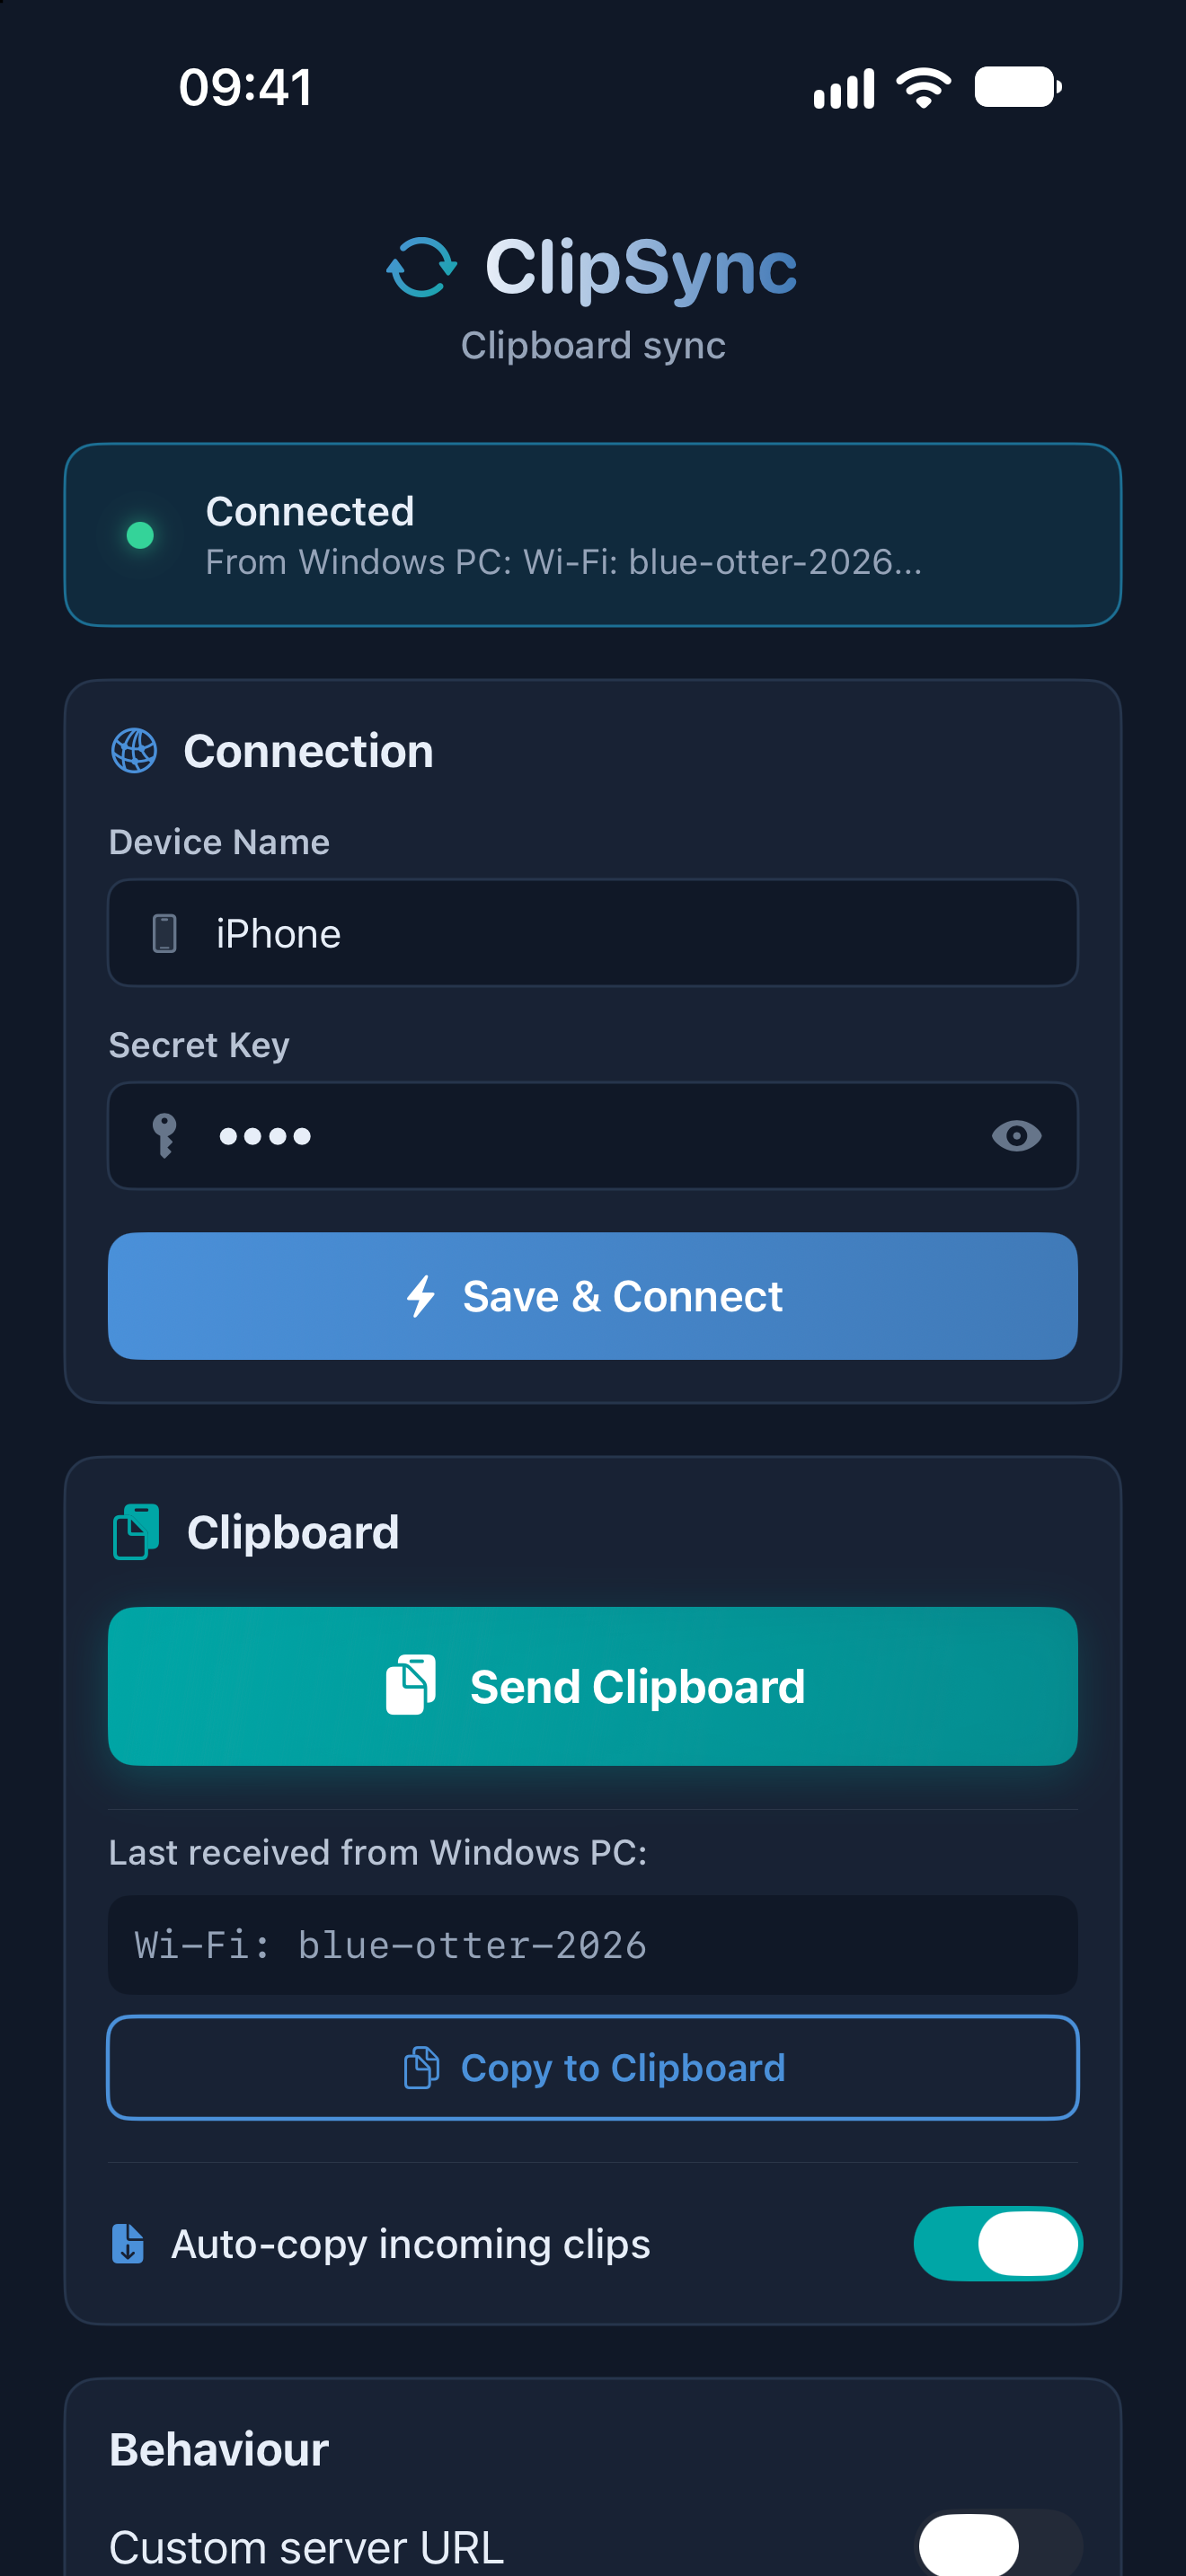 09:41
ClipSync
Clipboard sync
Connected
From Windows PC: Wi-Fi: blue-otter-2026...
Connection
Device Name
iPhone
Secret Key
••••
Save & Connect
Clipboard
Send Clipboard
Last received from Windows PC:
Wi-Fi: blue-otter-2026
Copy to Clipboard
Auto-copy incoming clips
Behaviour
Custom server URL